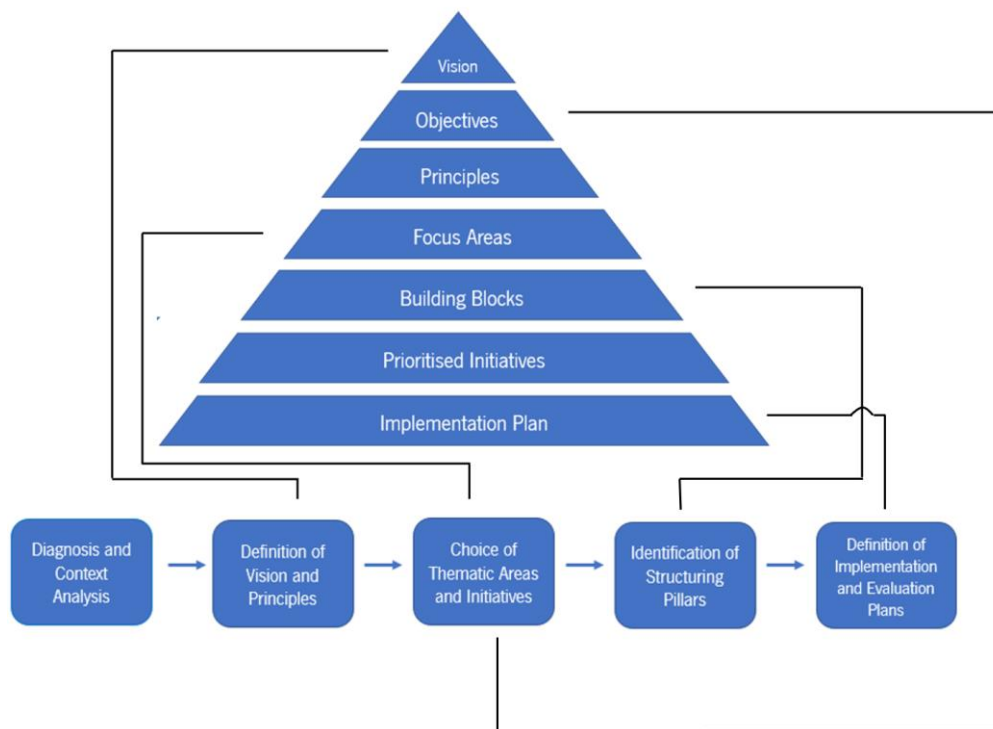 Vision
Objectives
Principles
Focus Areas
Building Blocks
Prioritised Initiatives
Implementation Plan
Diagnosis and
Context
Analysis
Definition of
Vision and
Principles
Choice of
Thematic Areas
and Initiatives
Identification of
Structuring
Pillars
Definition of
Implementation
and Evaluation
Plans